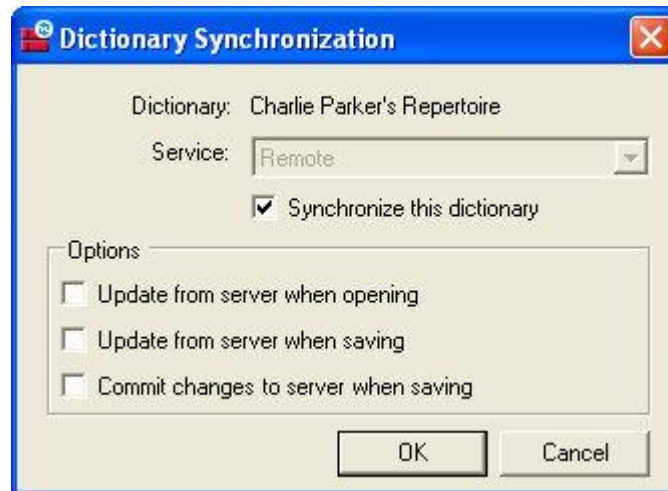 Dictionary Synchronization
Dictionary: Charlie Parker's Repertoire
Service: Remote
Synchronize this dictionary
Options
Update from server when opening
Update from server when saving
Commit changes to server when saving
OK Cancel